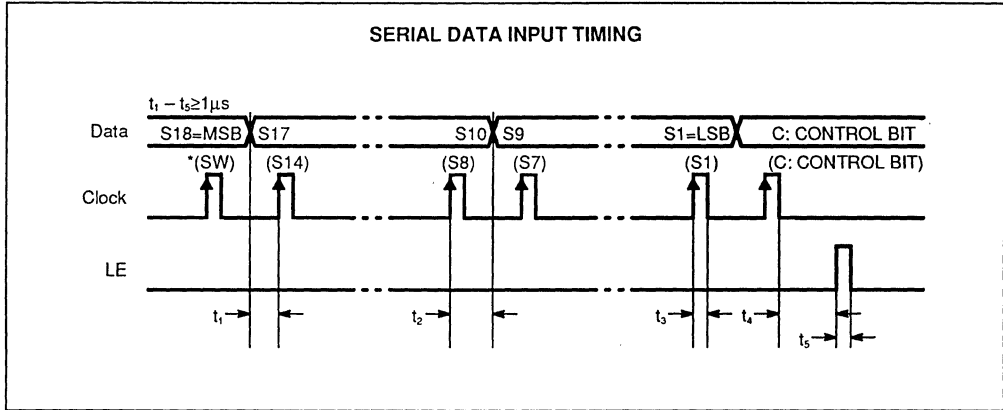 SERIAL DATA INPUT TIMING
t₁ – t₅≥1µs
Data S18=MSB S17 S10 S9 S1=LSB C: CONTROL BIT
*(SW) (S14) (S8) (S7) (S1) (C: CONTROL BIT)
Clock
LE
t₁ t₂ t₃ t₄
t₅